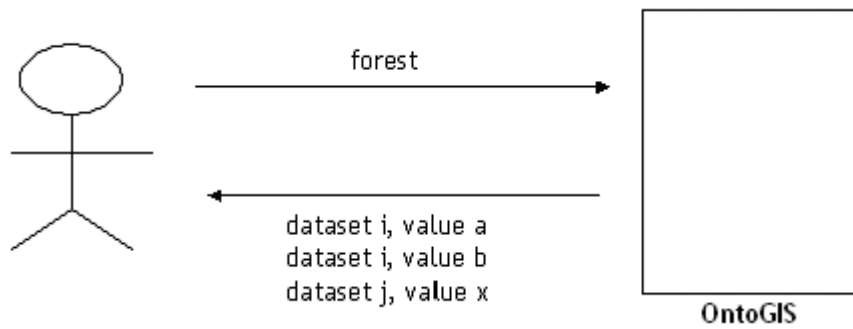 forest
dataset i, value a
dataset i, value b
dataset j, value x
OntoGIS